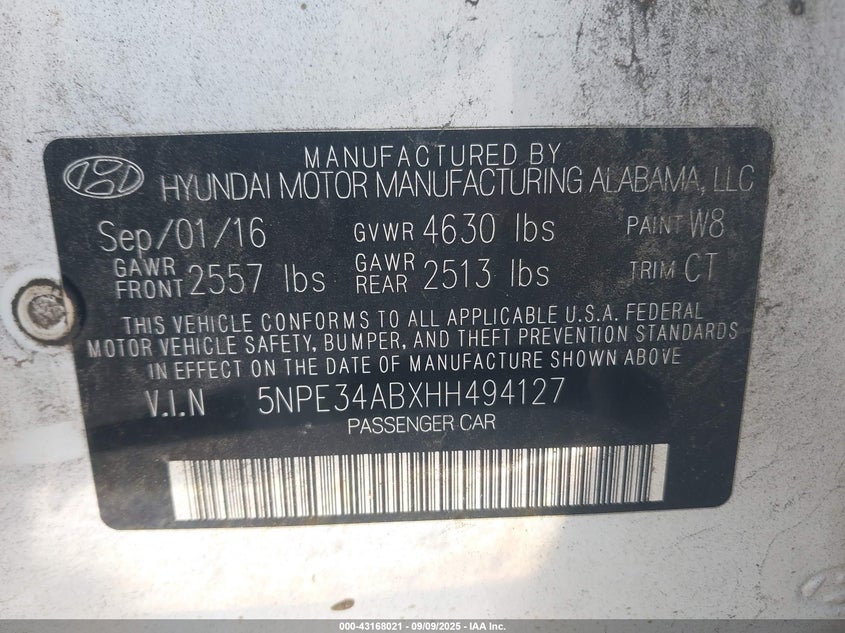 MANUFACTURED BY
HYUNDAI MOTOR MANUFACTURING ALABAMA, LLC
Sep/01/16 GVWR 4630 lbs PAINT W8
GAWR FRONT 2557 lbs GAWR REAR 2513 lbs TRIM CT
THIS VEHICLE CONFORMS TO ALL APPLICABLE U.S.A. FEDERAL
MOTOR VEHICLE SAFETY, BUMPER, AND THEFT PREVENTION STANDARDS
IN EFFECT ON THE DATE OF MANUFACTURE SHOWN ABOVE
V.I.N 5NPE34ABXHH494127
PASSENGER CAR
000-43168021 - 09/09/2025 - IAA Inc.